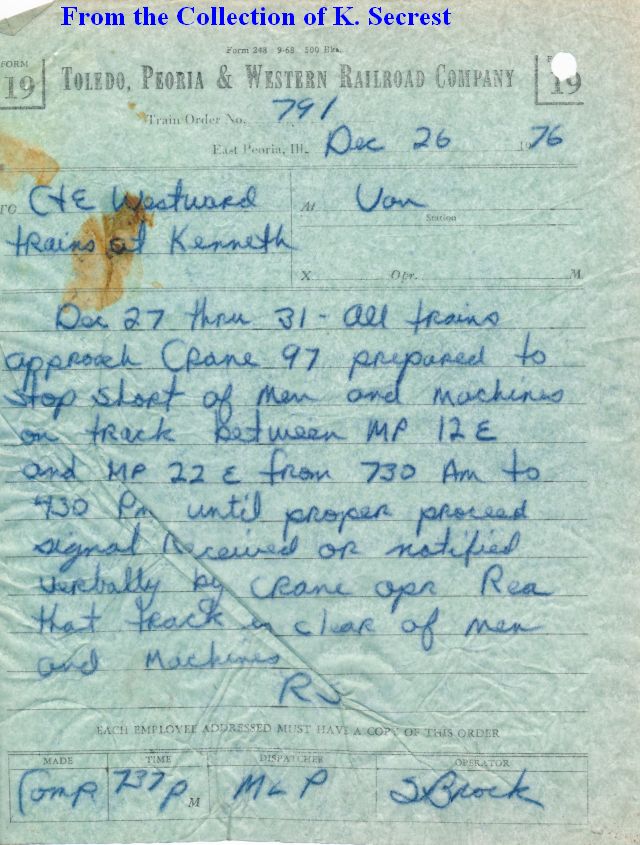 From the Collection of K. Secrest
Form 248 9-68 500 Bks.
FORM 19
19
TOLEDO, PEORIA & WESTERN RAILROAD COMPANY
Train Order No. 791
East Peoria, Ill. Dec 26 1976
TO C+E Westward At Van
Station
trains at Kenneth
X Opr. M
Dec 27 thru 31 - All trains
approach Crane 97 prepared to
stop short of men and machines
on track between MP 12 E
and MP 22 E from 730 Am to
430 Pm until proper proceed
signal received or notified
verbally by crane opr Rea
that track is clear of men
and machines
EACH EMPLOYEE ADDRESSED MUST HAVE A COPY OF THIS ORDER
MADE TIME DISPATCHER OPERATOR
Comp 737 P M McP S Brock